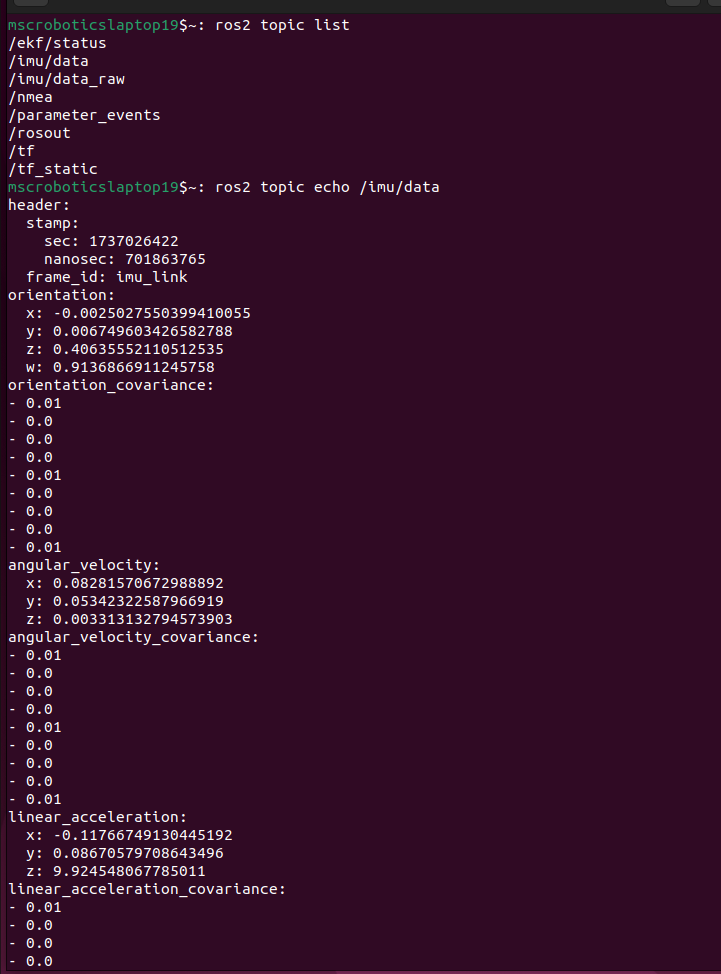 mscroboticslaptop19$~: ros2 topic list
/ekf/status
/imu/data
/imu/data_raw
/nmea
/parameter_events
/rosout
/tf
/tf_static
mscroboticslaptop19$~: ros2 topic echo /imu/data
header:
  stamp:
    sec: 1737026422
    nanosec: 701863765
  frame_id: imu_link
orientation:
  x: -0.0025027550399410055
  y: 0.006749603426582788
  z: 0.40635552110512535
  w: 0.9136866911245758
orientation_covariance:
- 0.01
- 0.0
- 0.0
- 0.0
- 0.01
- 0.0
- 0.0
- 0.0
- 0.01
angular_velocity:
  x: 0.08281570672988892
  y: 0.05342322587966919
  z: 0.003313132794573903
angular_velocity_covariance:
- 0.01
- 0.0
- 0.0
- 0.0
- 0.01
- 0.0
- 0.0
- 0.0
- 0.01
linear_acceleration:
  x: -0.11766749130445192
  y: 0.08670579708643496
  z: 9.924548067785011
linear_acceleration_covariance:
- 0.01
- 0.0
- 0.0
- 0.0